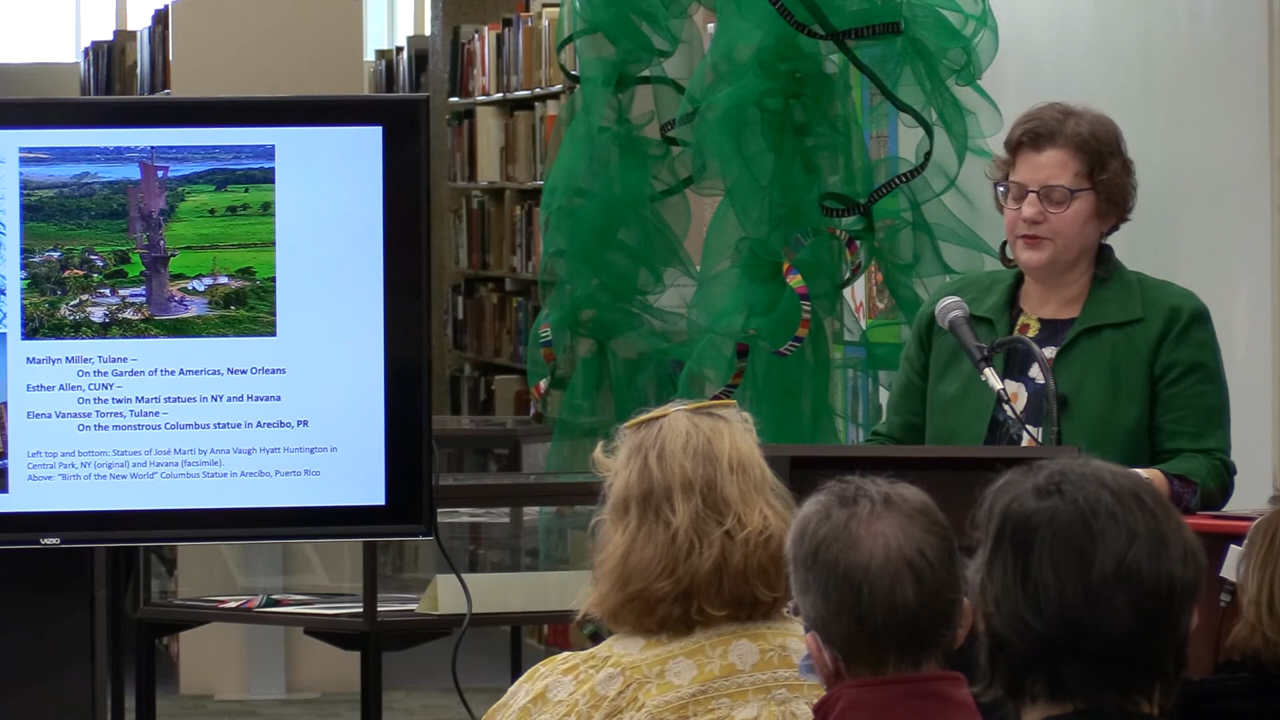 Marilyn Miller, Tulane –
On the Garden of the Americas, New Orleans
Esther Allen, CUNY –
On the twin Martí statues in NY and Havana
Elena Vanasse Torres, Tulane –
On the monstrous Columbus statue in Arecibo, PR
Left top and bottom: Statues of José Martí by Anna Vaugh Hyatt Huntington in
Central Park, NY (original) and Havana (facsimile).
Above: "Birth of the New World" Columbus Statue in Arecibo, Puerto RIco
VIZIO